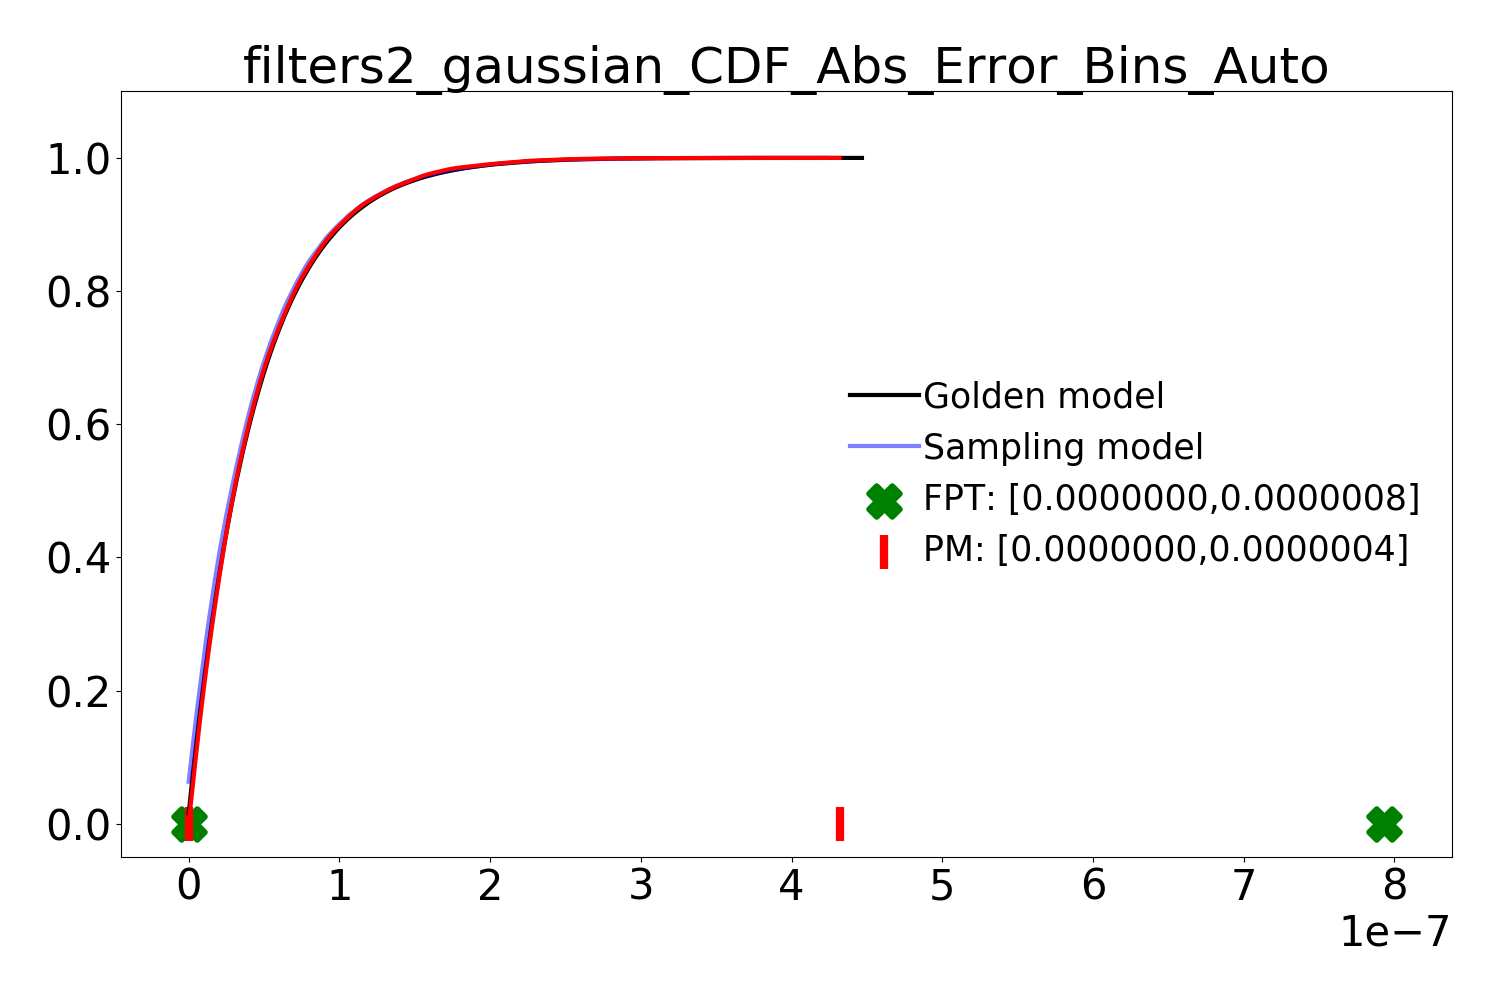 filters2_gaussian_CDF_Abs_Error_Bins_Auto
1.0
0.8
0.6
0.4
0.2
0.0
Golden model
Sampling model
FPT: [0.0000000,0.0000008]
PM: [0.0000000,0.0000004]
0 1 2 3 4 5 6 7 8
1e−7